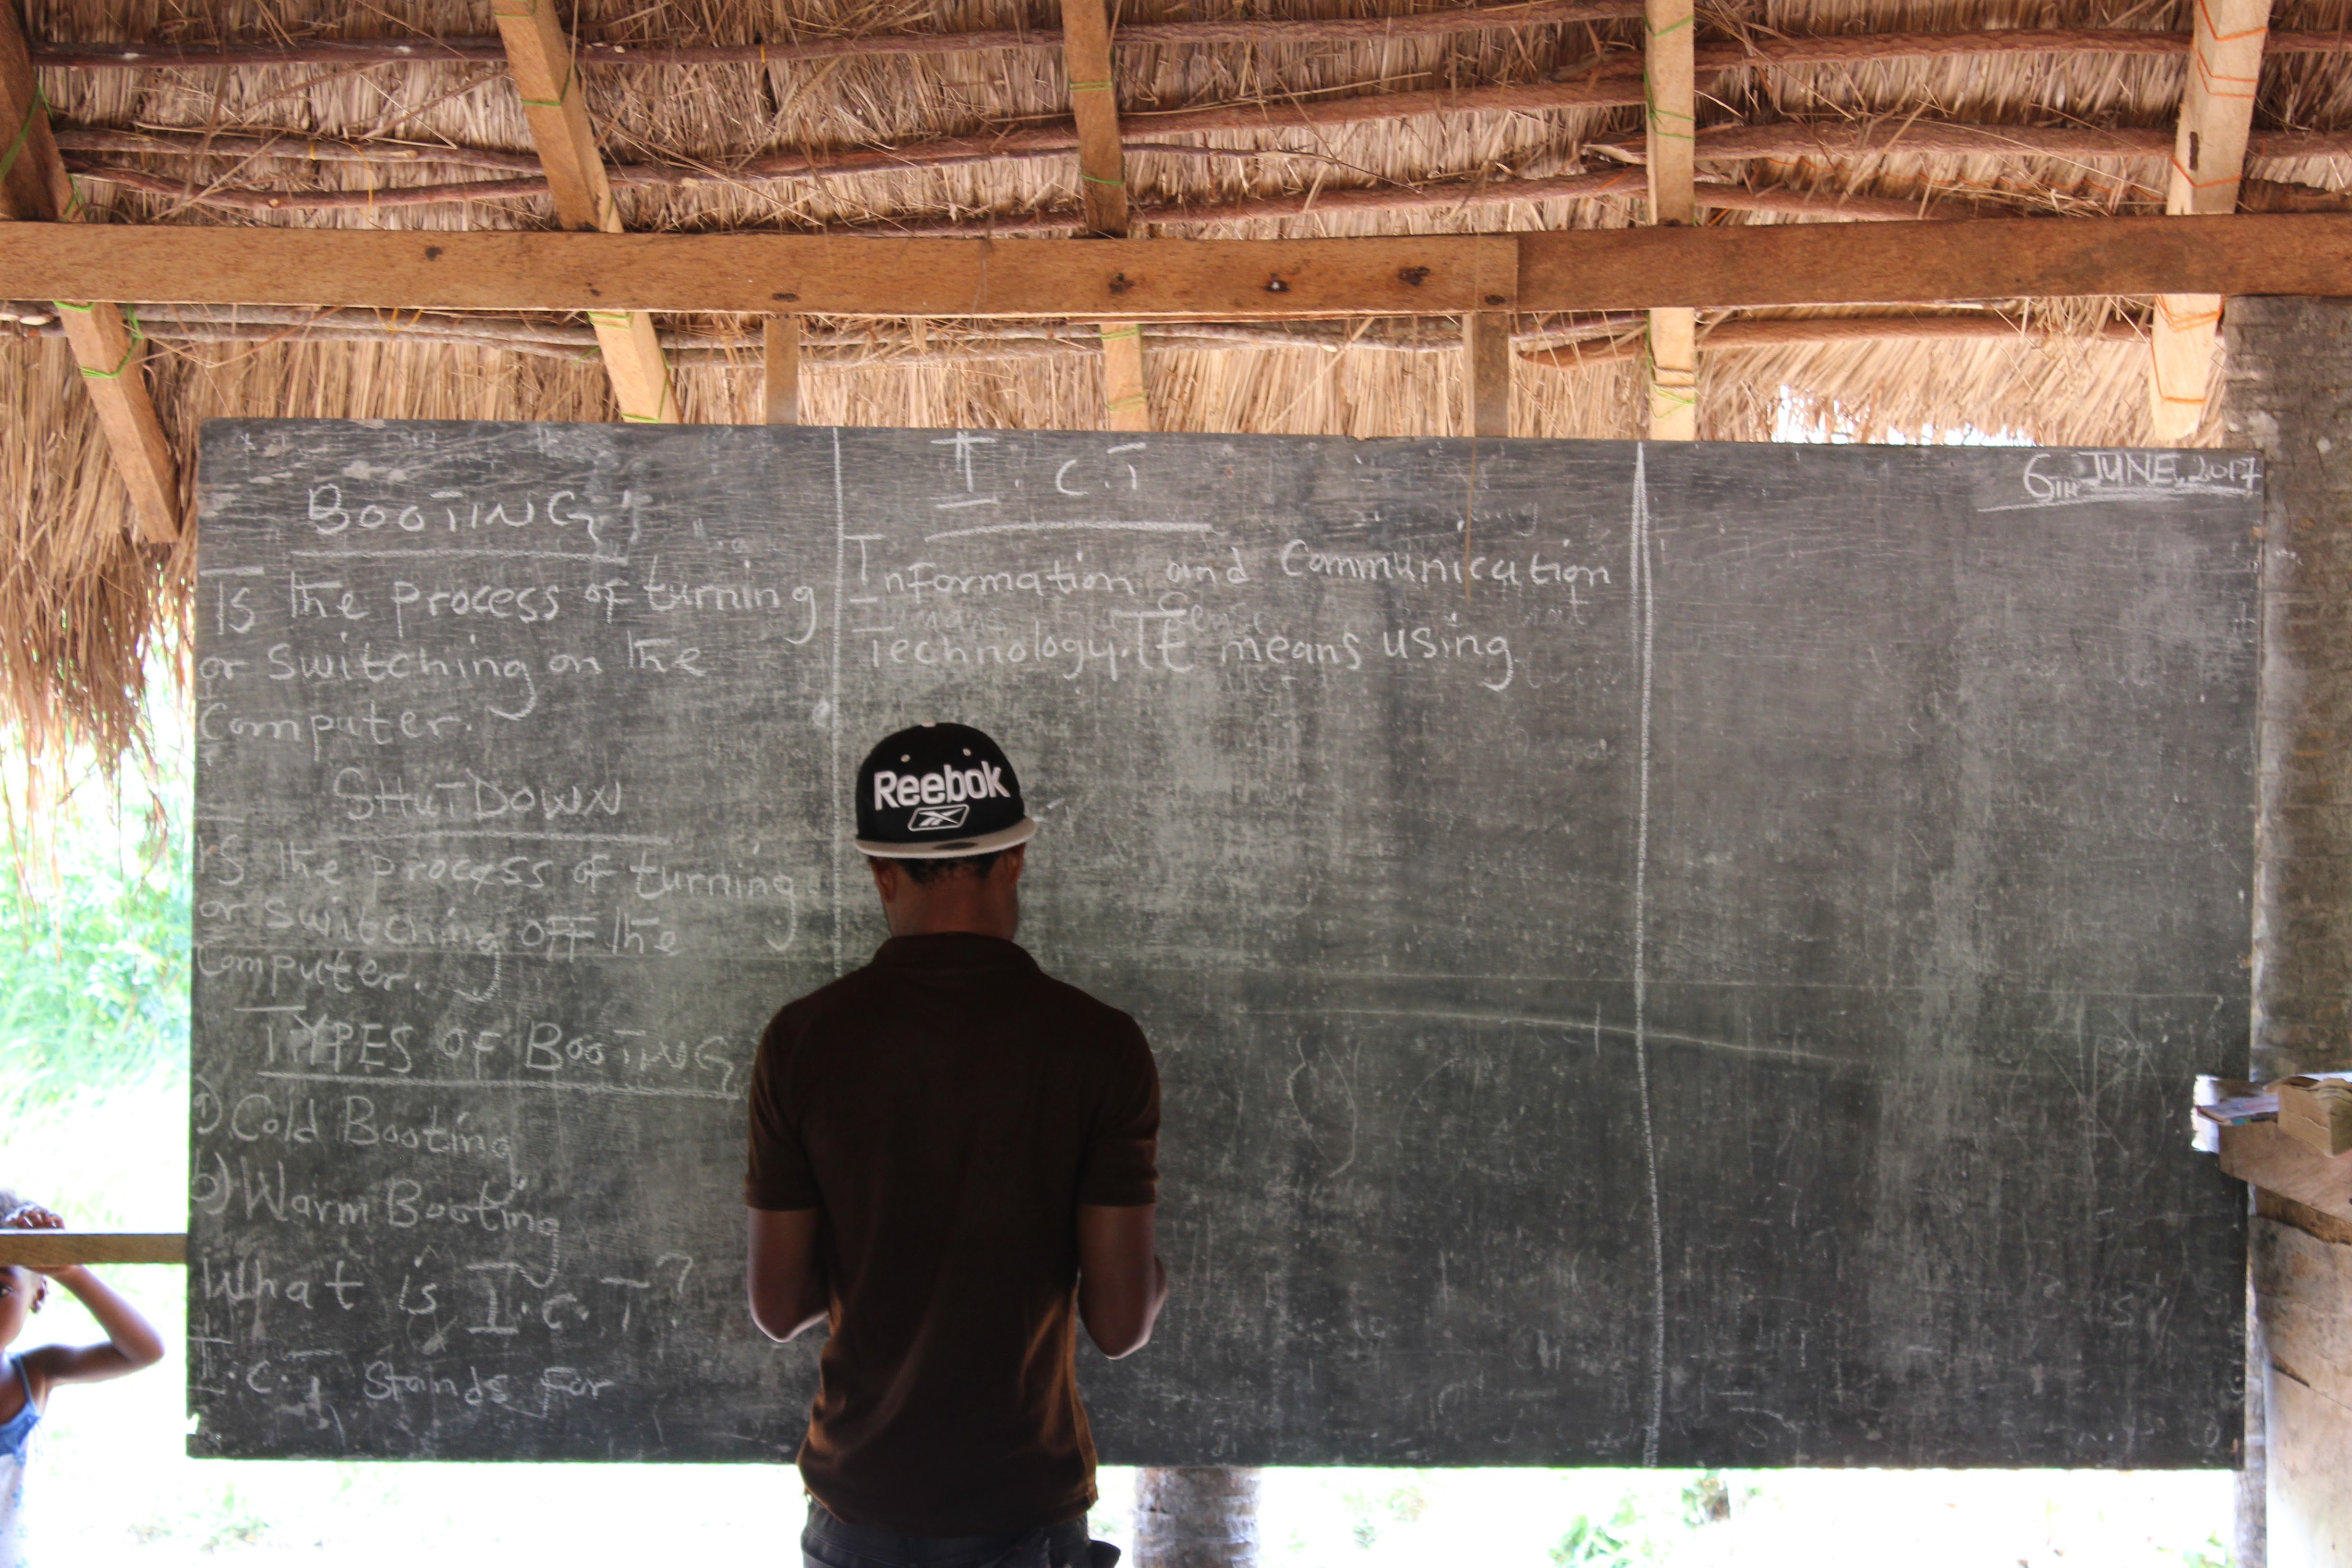 BOOTING
Is the process of turning
or switching on the
Computer.
SHUTDOWN
Is the process of turning
or switching off the
Computer.
TYPES OF BOOTING
a) Cold Booting
b) Warm Booting
What is I.C.T?
I.C.T Stands For
I.C.T
Information and Communication
Technology. It means using
6TH JUNE, 2017
Reebok